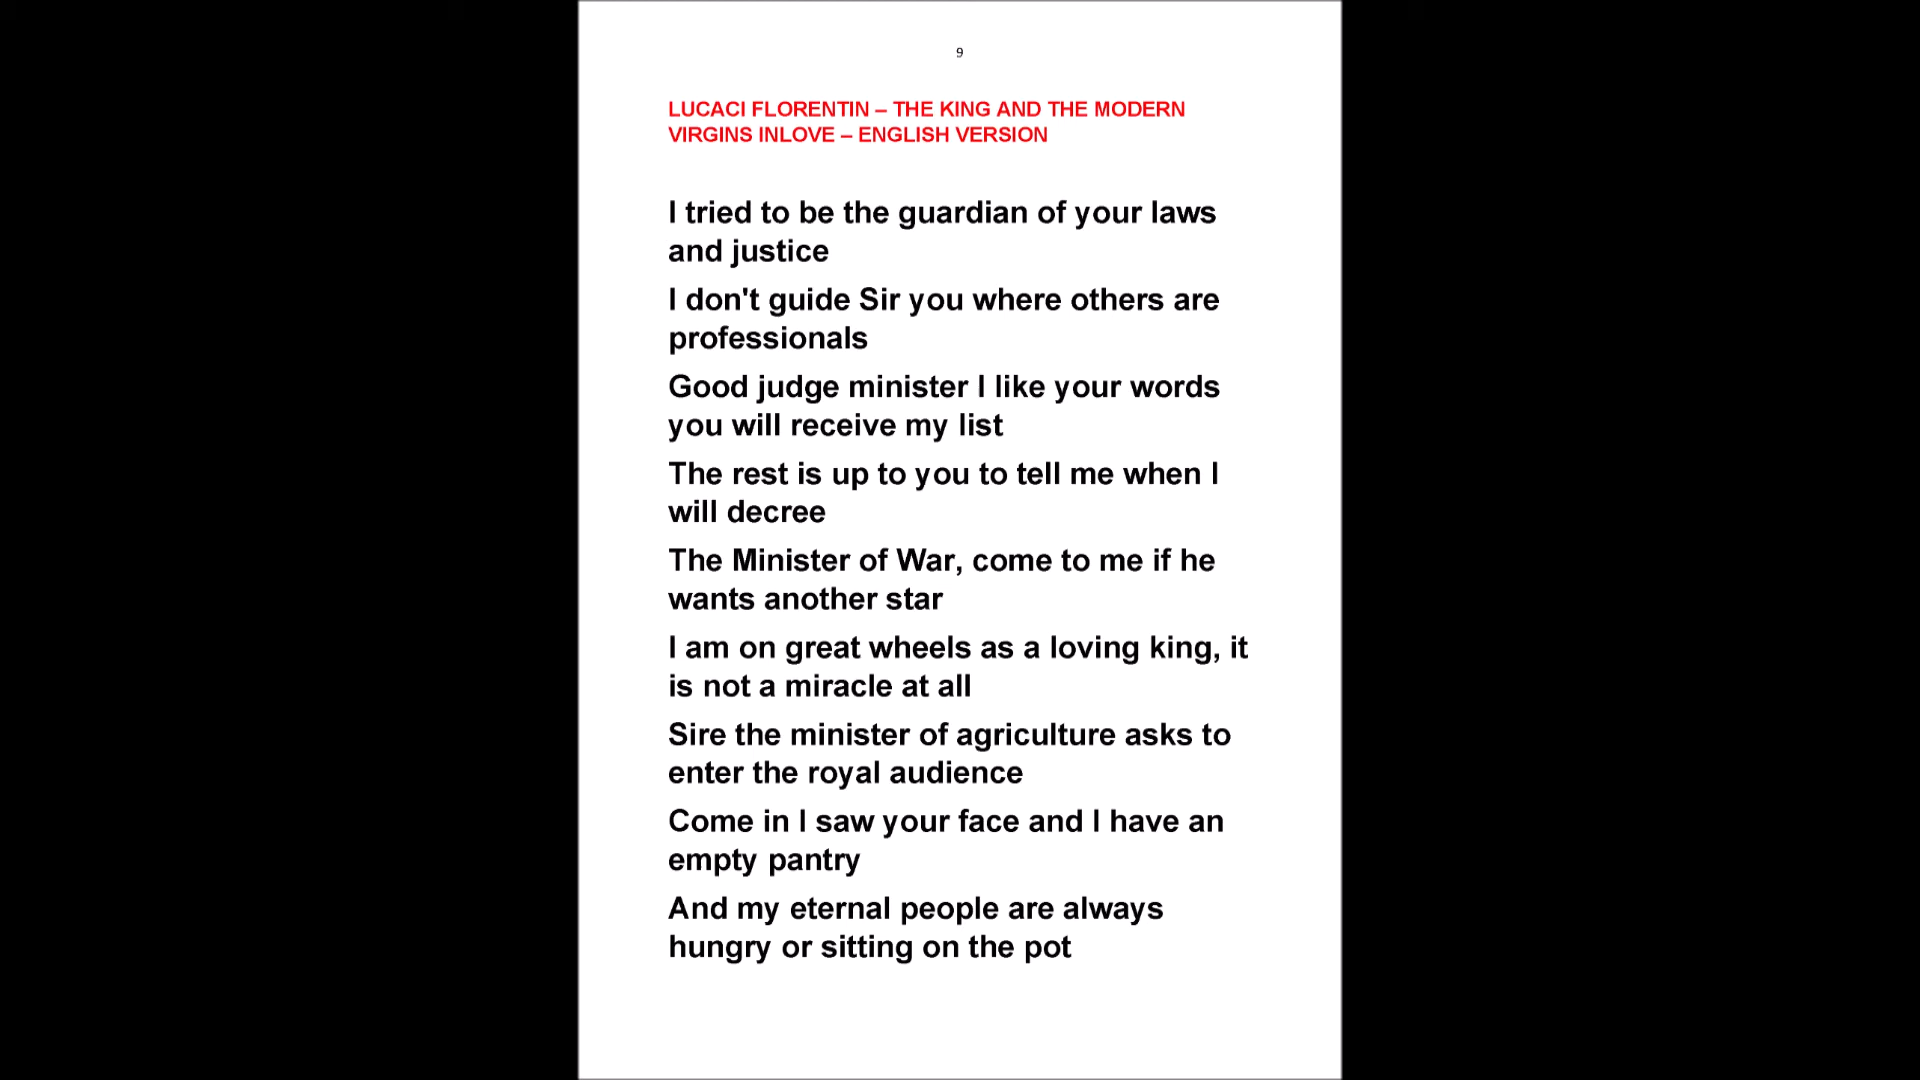 9
LUCACI FLORENTIN – THE KING AND THE MODERN
VIRGINS INLOVE – ENGLISH VERSION
I tried to be the guardian of your laws
and justice
I don't guide Sir you where others are
professionals
Good judge minister I like your words
you will receive my list
The rest is up to you to tell me when I
will decree
The Minister of War, come to me if he
wants another star
I am on great wheels as a loving king, it
is not a miracle at all
Sire the minister of agriculture asks to
enter the royal audience
Come in I saw your face and I have an
empty pantry
And my eternal people are always
hungry or sitting on the pot